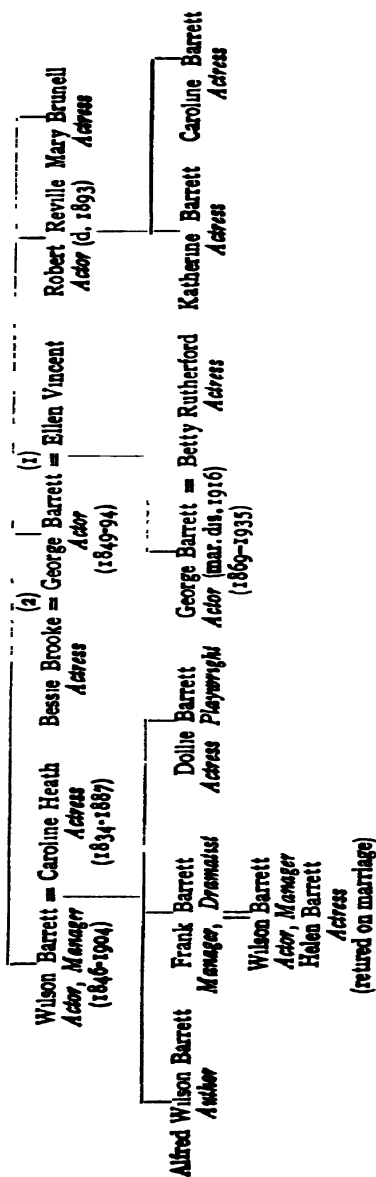 Wilson Barrett = Caroline Heath
Actor, Manager Actress
(1846-1904) (1834-1887)
(2) (1)
Bessie Brooke = George Barrett = Ellen Vincent
Actress Actor
(1849-94)
Robert Reville Mary Brunell
Actor (d. 1893) Actress
Alfred Wilson Barrett
Author
Frank Barrett
Manager, Dramatist
Dollie Barrett
Actress Playwright
George Barrett = Betty Rutherford
Actor (mar. dis. 1916) Actress
(1869-1935)
Katherine Barrett
Actress
Caroline Barrett
Actress
Wilson Barrett
Actor, Manager
Helen Barrett
Actress
(retired on marriage)